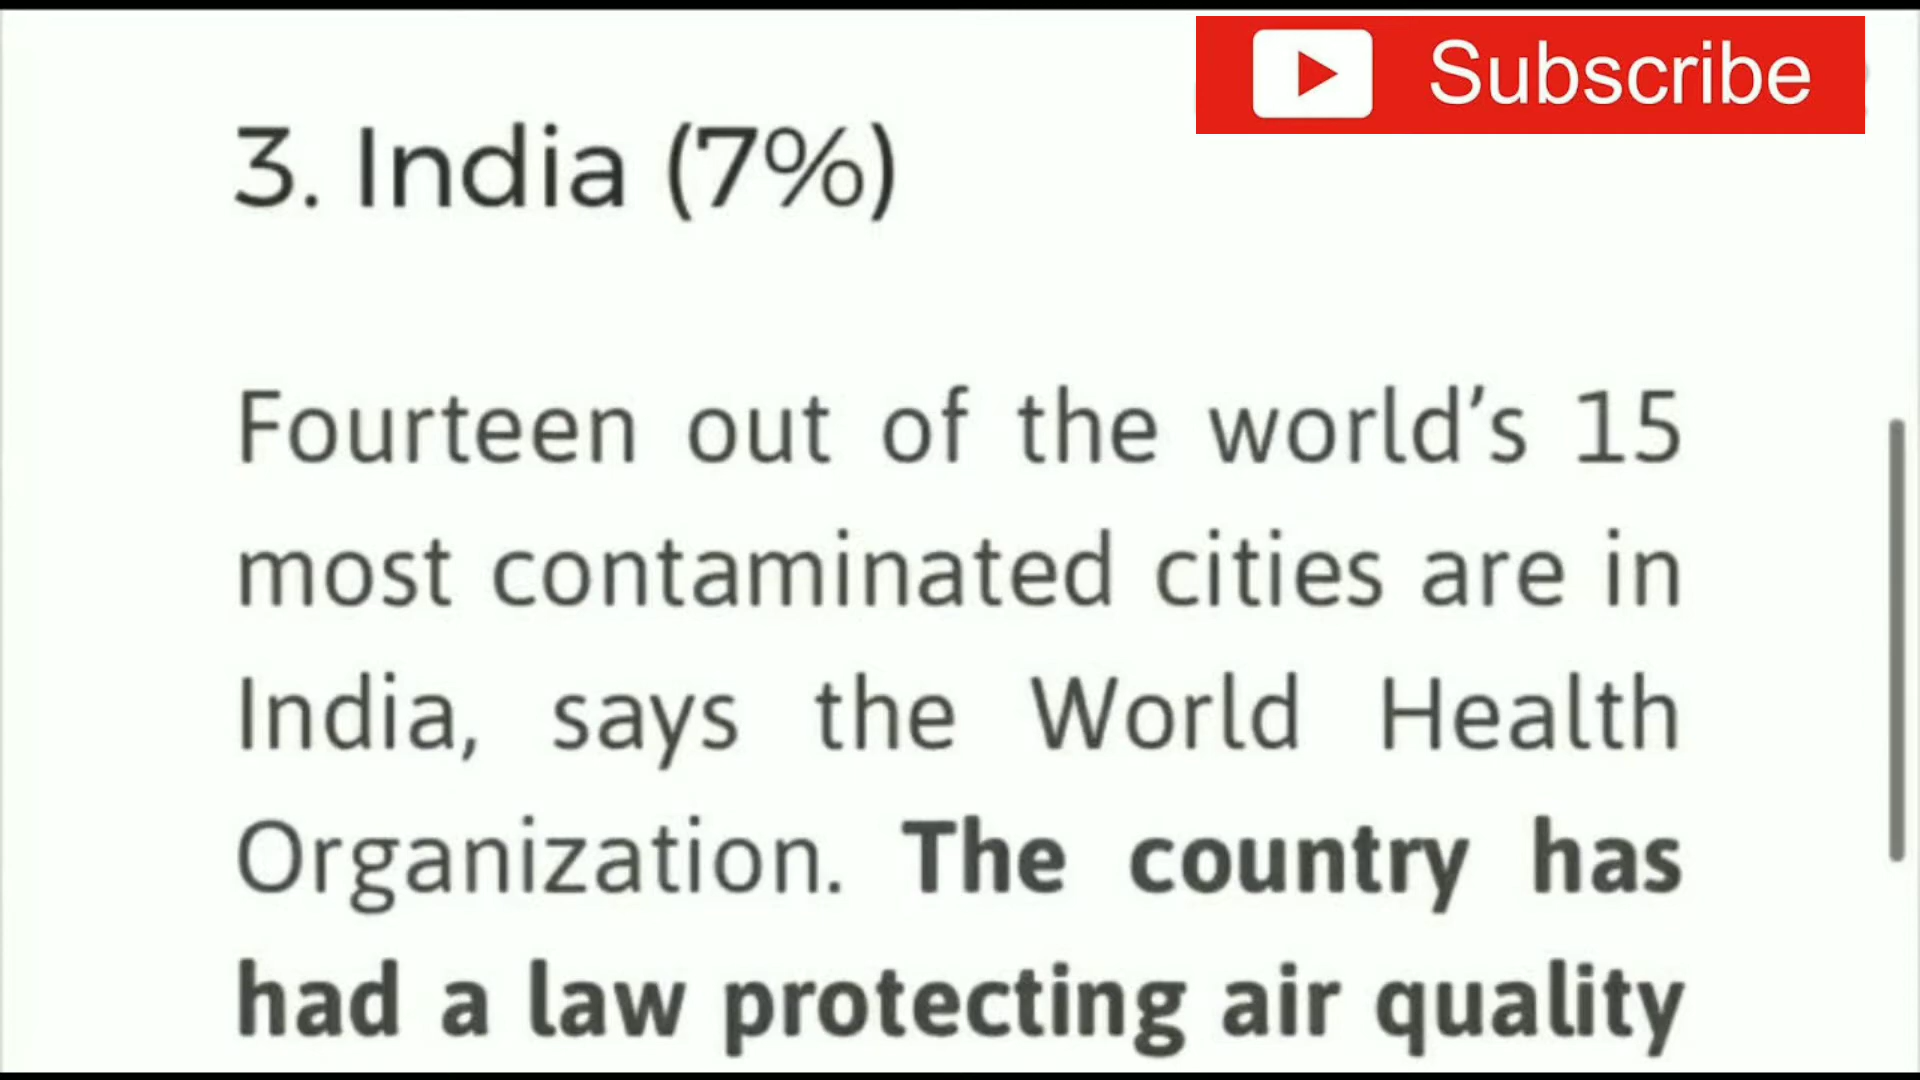 Subscribe
3. India (7%)
Fourteen out of the world’s 15
most contaminated cities are in
India, says the World Health
Organization. The country has
had a law protecting air quality